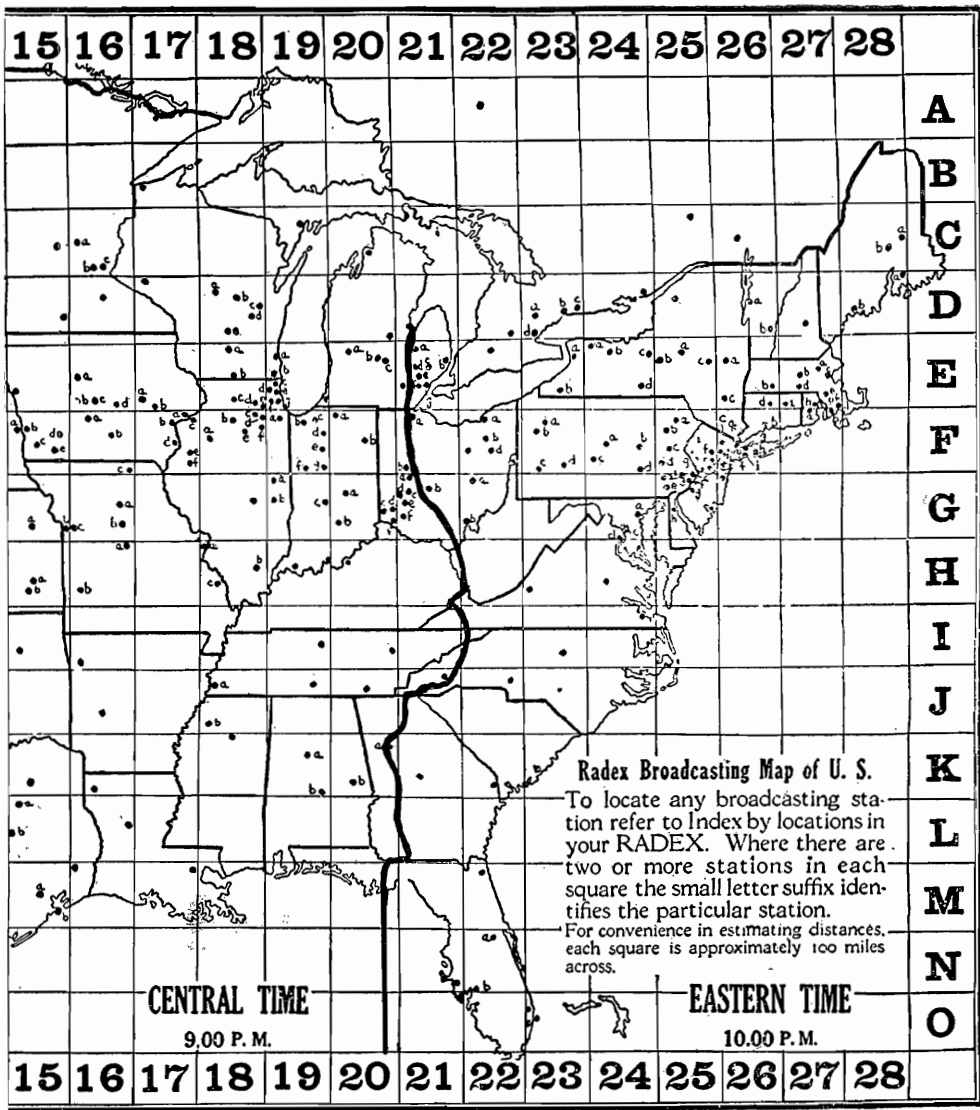 15 16 17 18 19 20 21 22 23 24 25 26 27 28
A
B
C
D
E
F
G
H
I
J
K
L
M
N
O
Radex Broadcasting Map of U. S.
To locate any broadcasting sta-
tion refer to Index by locations in
your RADEX. Where there are
two or more stations in each
square the small letter suffix iden-
tifies the particular station.
For convenience in estimating distances,
each square is approximately 100 miles
across.
CENTRAL TIME
9.00 P. M.
EASTERN TIME
10.00 P. M.
15 16 17 18 19 20 21 22 23 24 25 26 27 28